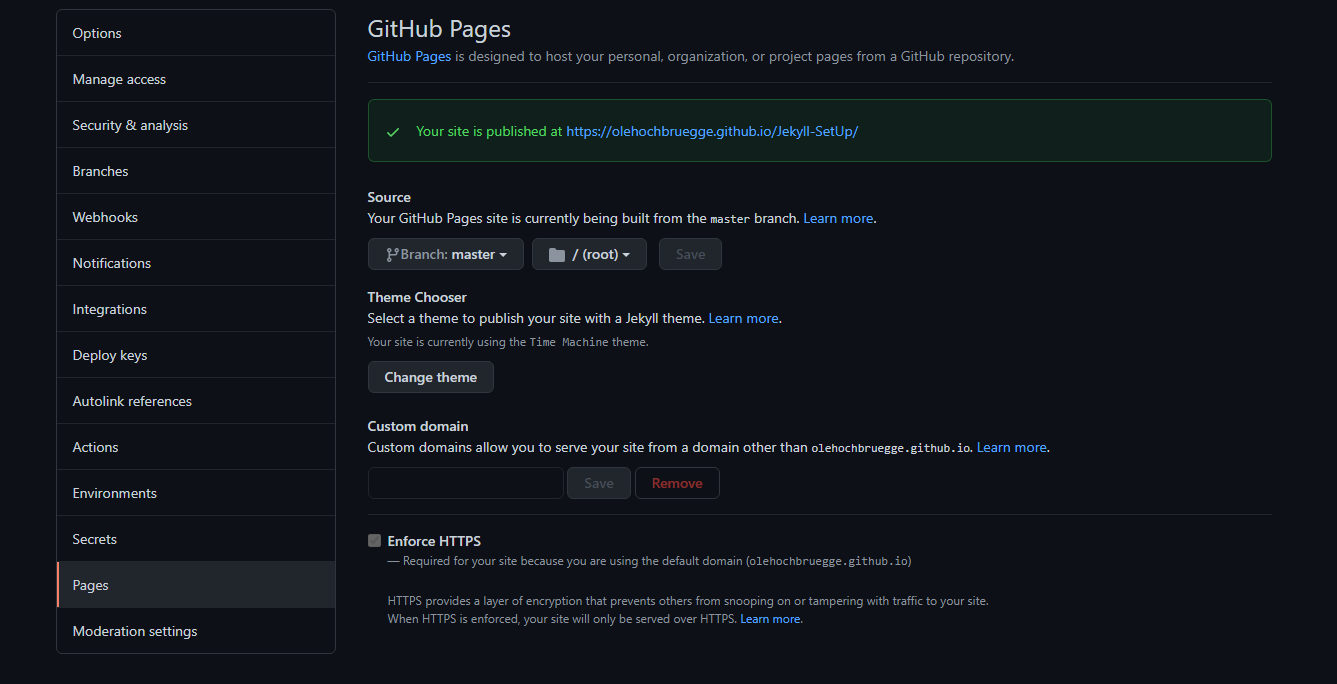 Options
Manage access
Security & analysis
Branches
Webhooks
Notifications
Integrations
Deploy keys
Autolink references
Actions
Environments
Secrets
Pages
Moderation settings
GitHub Pages
GitHub Pages is designed to host your personal, organization, or project pages from a GitHub repository.
Your site is published at https://olehochbruegge.github.io/Jekyll-SetUp/
Source
Your GitHub Pages site is currently being built from the master branch. Learn more.
Branch: master / (root) Save
Theme Chooser
Select a theme to publish your site with a Jekyll theme. Learn more.
Your site is currently using the Time Machine theme.
Change theme
Custom domain
Custom domains allow you to serve your site from a domain other than olehochbruegge.github.io. Learn more.
Save Remove
Enforce HTTPS
— Required for your site because you are using the default domain (olehochbruegge.github.io)
HTTPS provides a layer of encryption that prevents others from snooping on or tampering with traffic to your site.
When HTTPS is enforced, your site will only be served over HTTPS. Learn more.